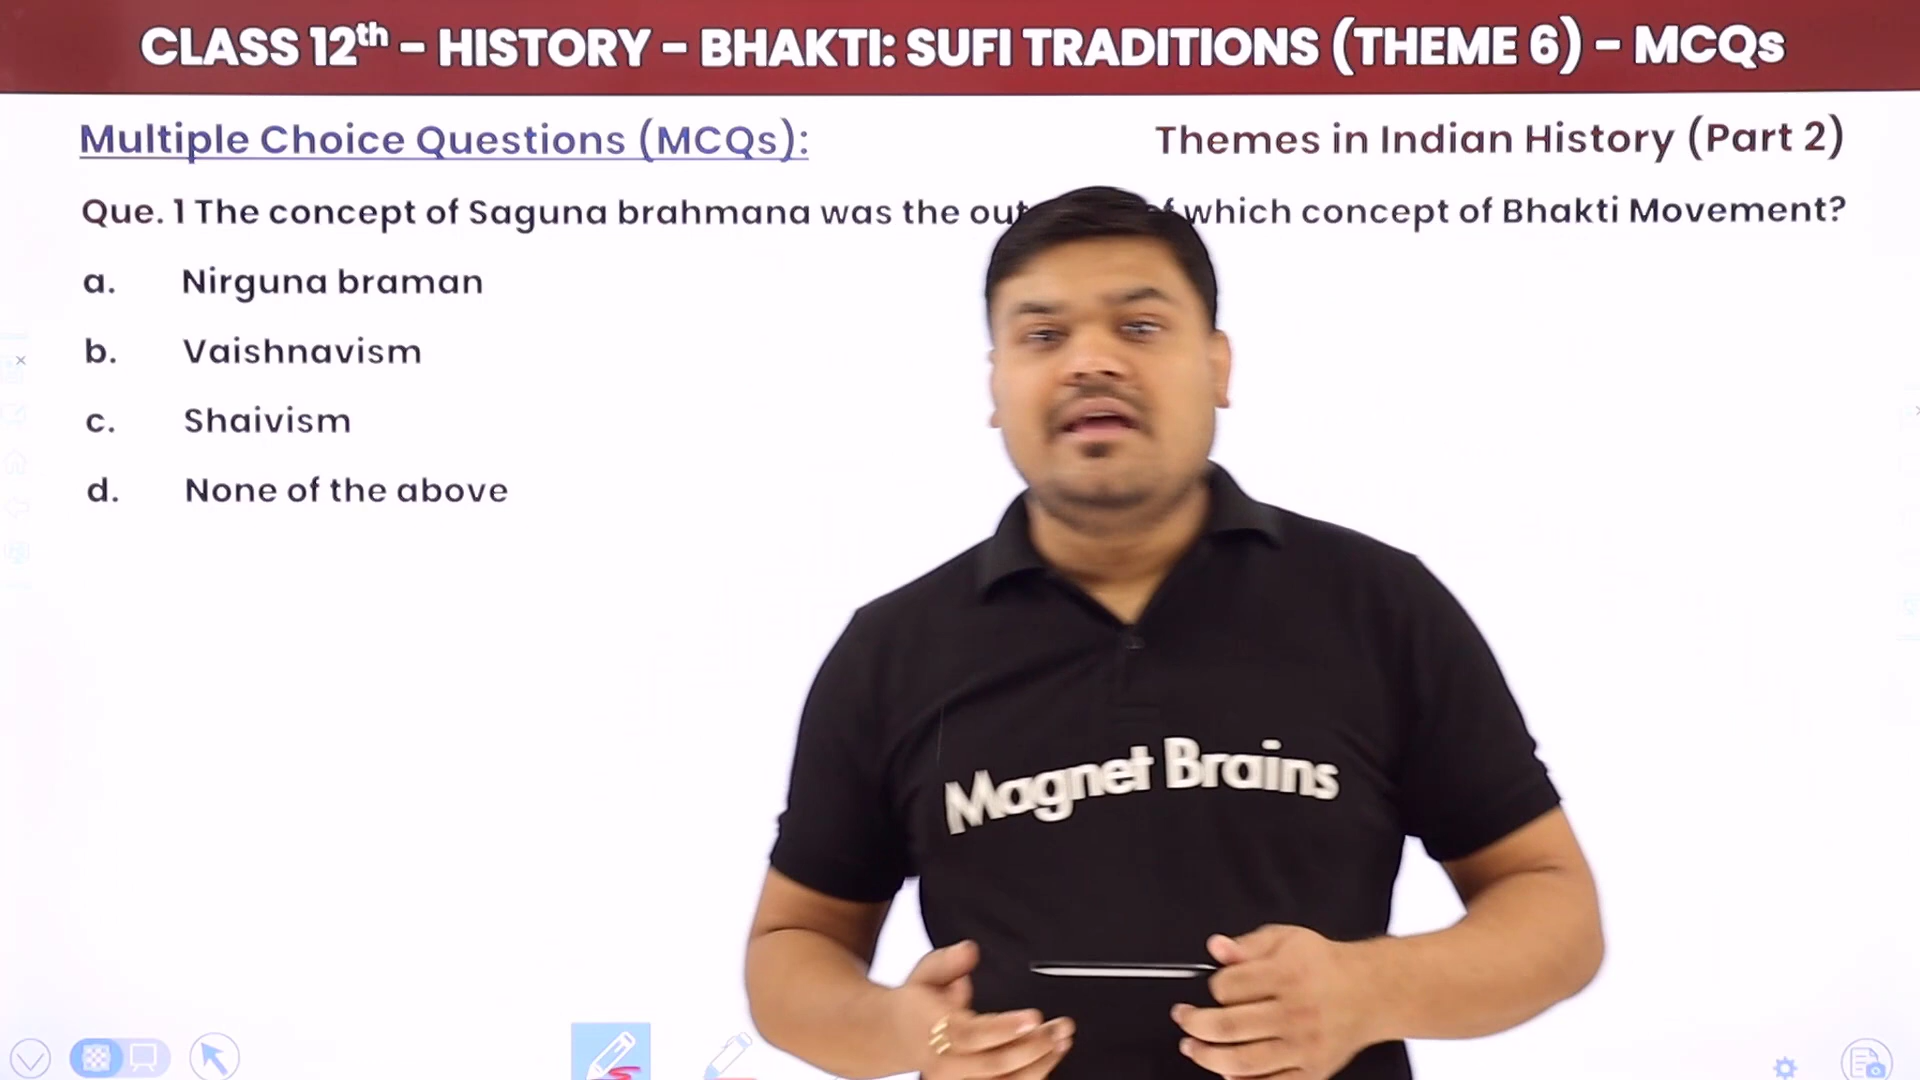 CLASS 12th - HISTORY - BHAKTI: SUFI TRADITIONS (THEME 6) - MCQs
Multiple Choice Questions (MCQs):
Themes in Indian History (Part 2)
Que. 1 The concept of Saguna brahmana was the which concept of Bhakti Movement?
a. Nirguna braman
b. Vaishnavism
c. Shaivism
d. None of the above
Magnet Brains